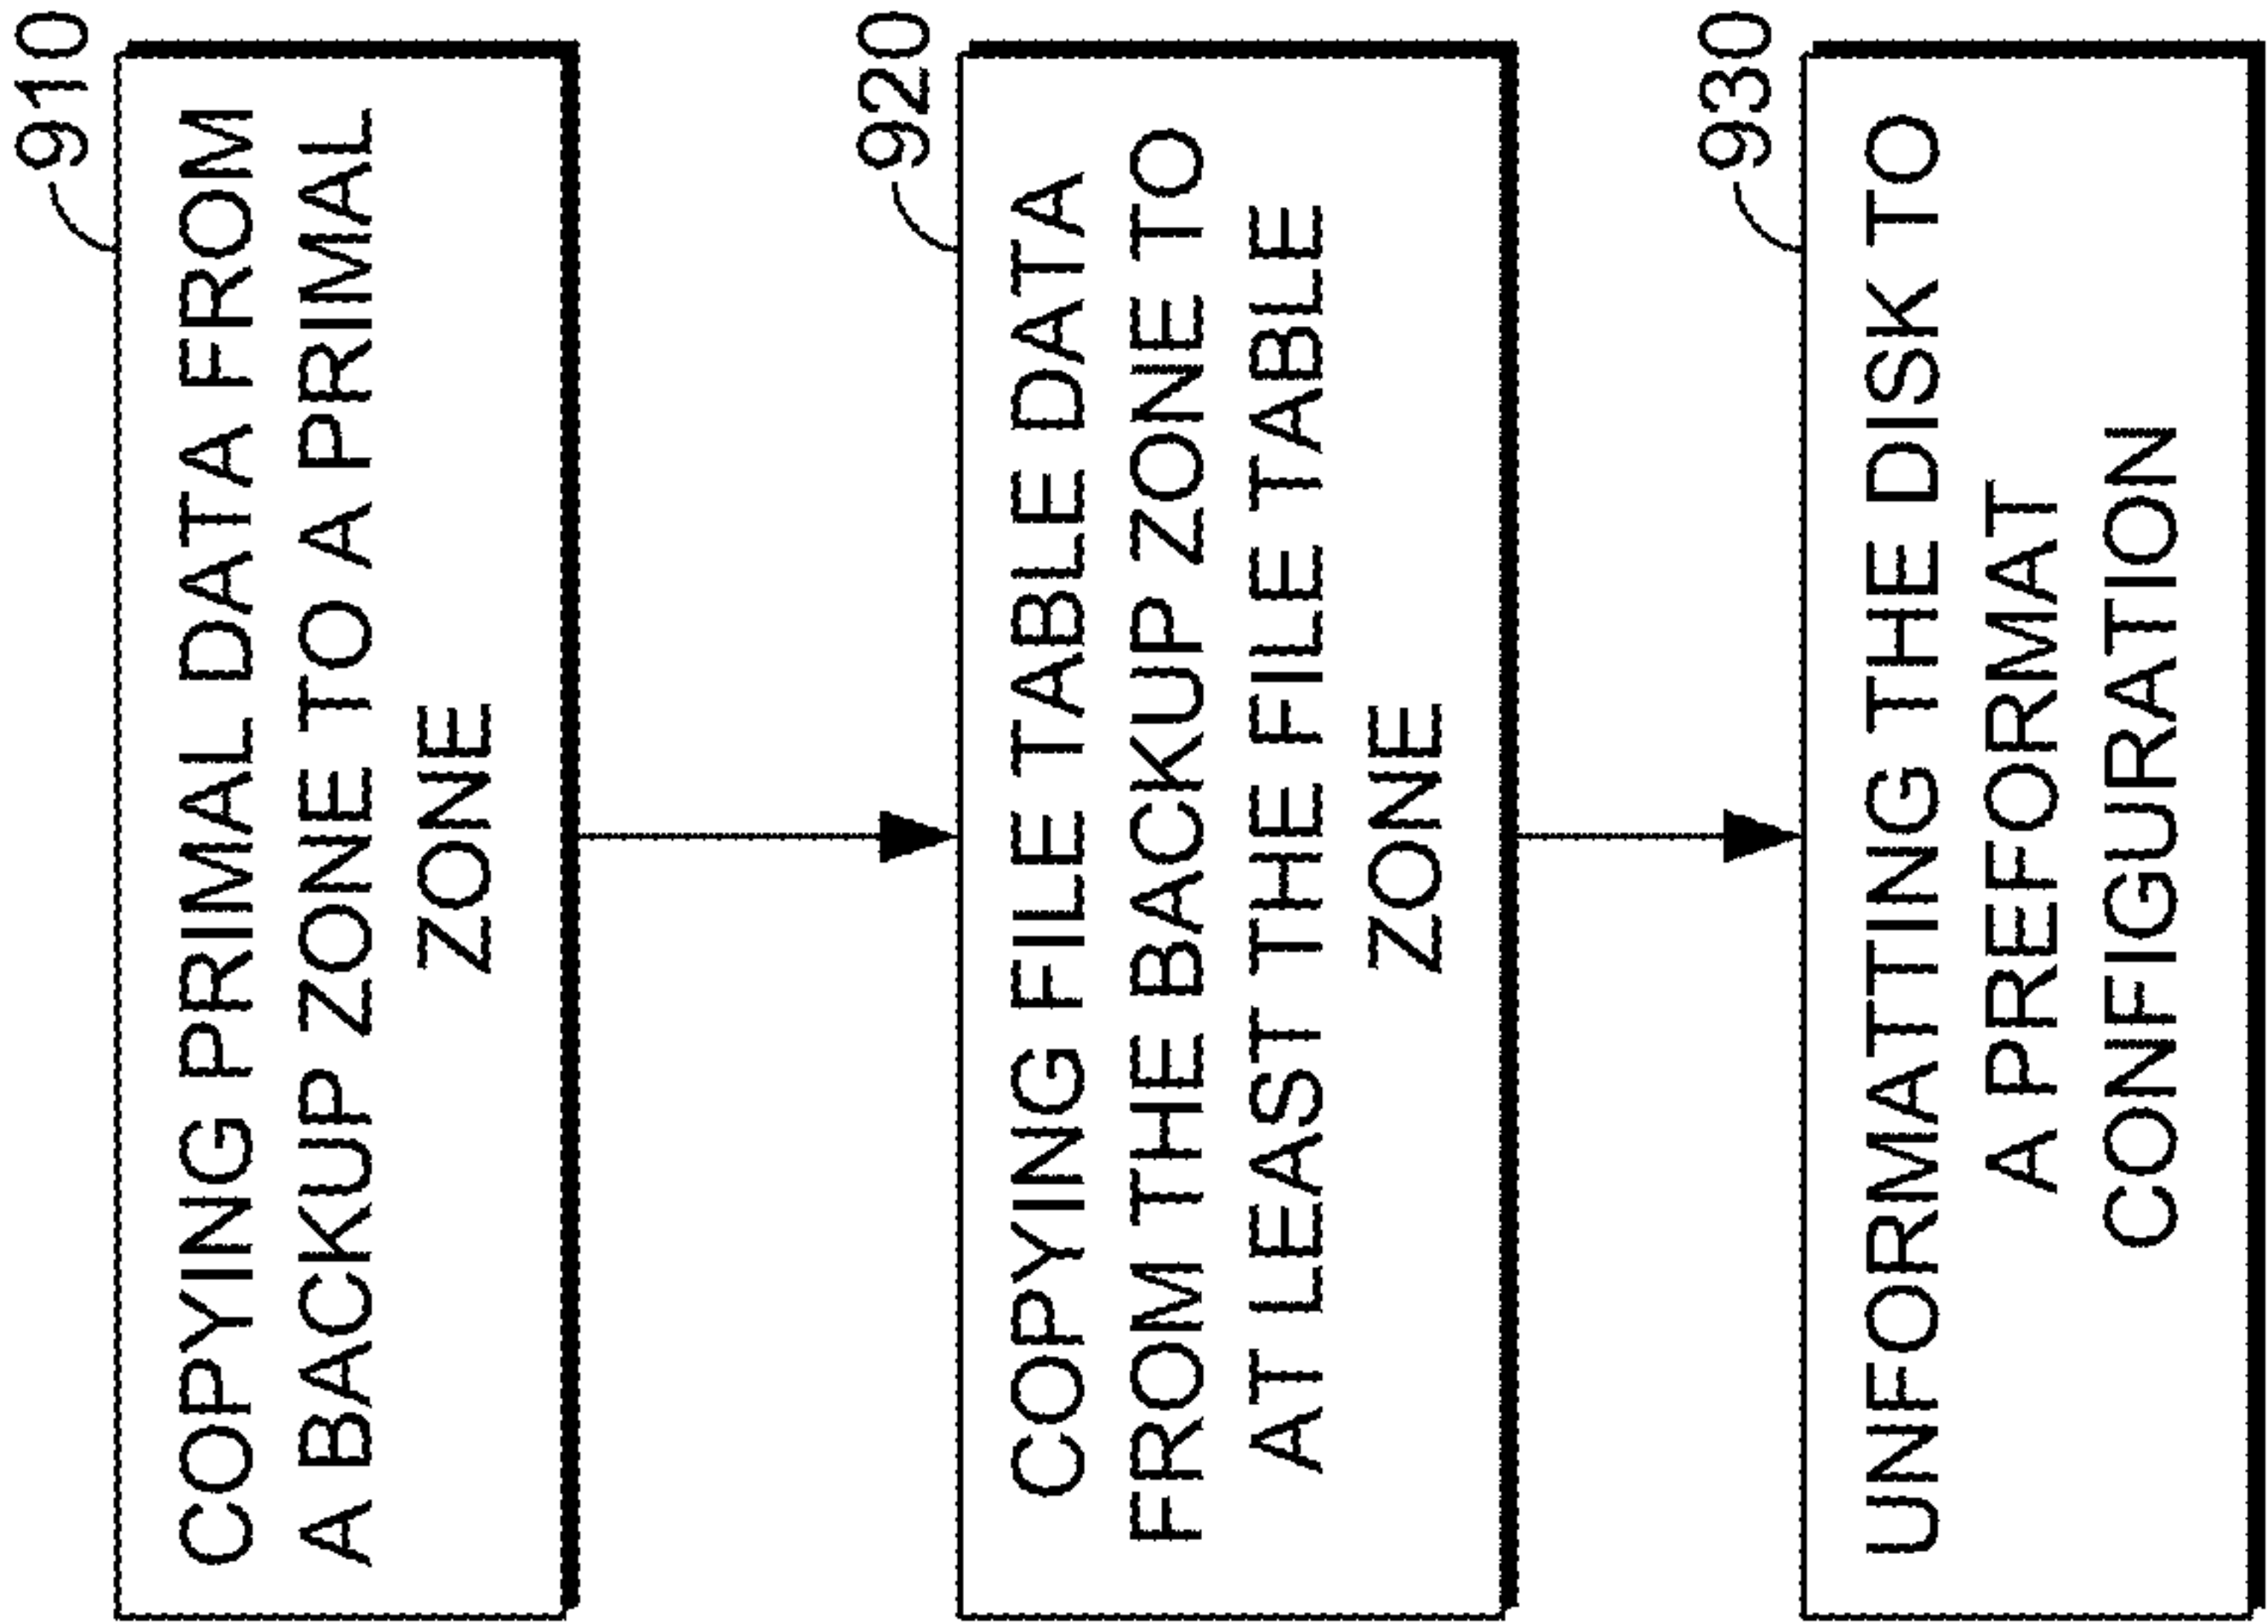 910
COPYING PRIMAL DATA FROM
A BACKUP ZONE TO A PRIMAL
ZONE
920
COPYING FILE TABLE DATA
FROM THE BACKUP ZONE TO
AT LEAST THE FILE TABLE
ZONE
930
UNFORMATTING THE DISK TO
A PREFORMAT
CONFIGURATION